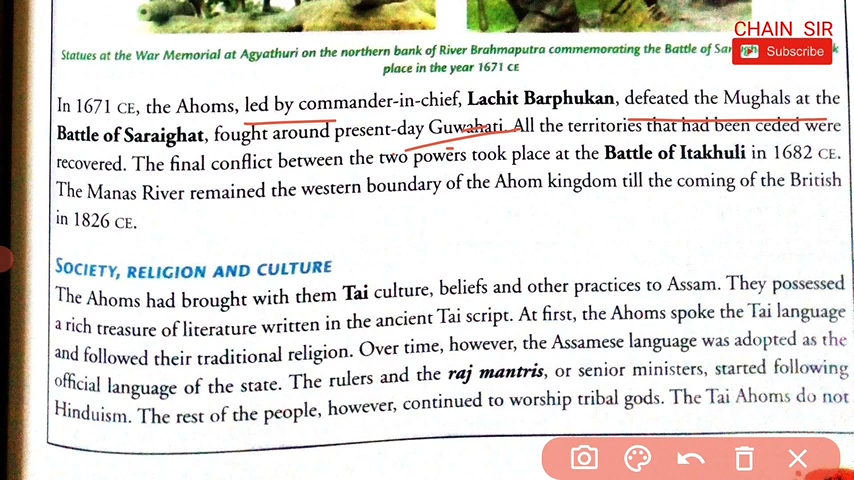 CHAIN SIR
Subscribe
Statues at the War Memorial at Agyathuri on the northern bank of River Brahmaputra commemorating the Battle of
place in the year 1671 CE
In 1671 CE, the Ahoms, led by commander-in-chief, Lachit Barphukan, defeated the Mughals at the
Battle of Saraighat, fought around present-day Guwahati. All the territories that had been ceded were
recovered. The final conflict between the two powers took place at the Battle of Itakhuli in 1682 CE.
The Manas River remained the western boundary of the Ahom kingdom till the coming of the British
in 1826 CE.
SOCIETY, RELIGION AND CULTURE
The Ahoms had brought with them Tai culture, beliefs and other practices to Assam. They possessed
a rich treasure of literature written in the ancient Tai script. At first, the Ahoms spoke the Tai language
and followed their traditional religion. Over time, however, the Assamese language was adopted as the
official language of the state. The rulers and the raj mantris, or senior ministers, started following
Hinduism. The rest of the people, however, continued to worship tribal gods. The Tai Ahoms do not